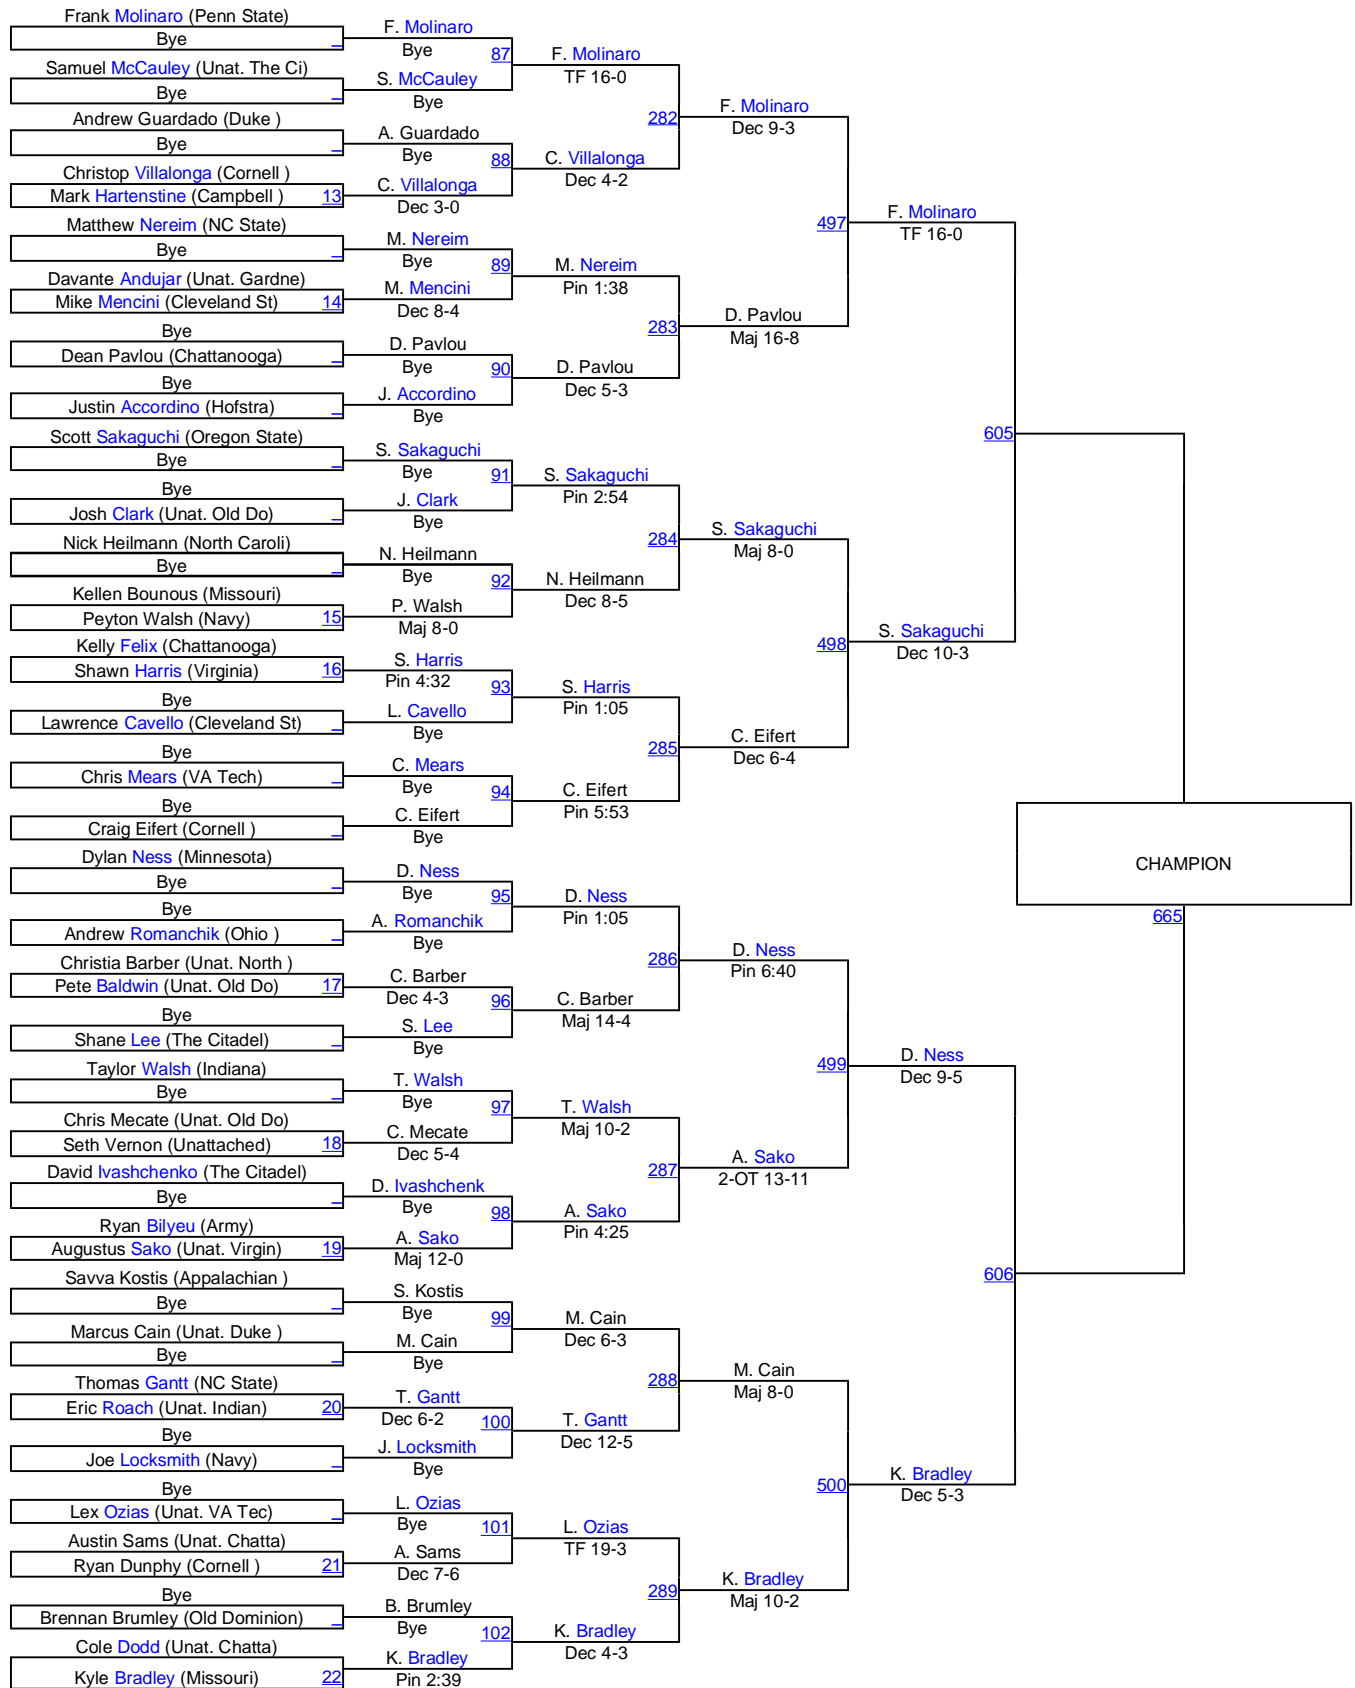 Frank Molinaro (Penn State)
Bye
Samuel McCauley (Unat. The Ci)
Bye
Andrew Guardado (Duke )
Bye
Christop Villalonga (Cornell )
Mark Hartenstine (Campbell ) 13
Matthew Nereim (NC State)
Bye
Davante Andujar (Unat. Gardne)
Mike Mencini (Cleveland St) 14
Bye
Dean Pavlou (Chattanooga)
Bye
Justin Accordino (Hofstra)
Scott Sakaguchi (Oregon State)
Bye
Bye
Josh Clark (Unat. Old Do)
Nick Heilmann (North Caroli)
Bye
Kellen Bounous (Missouri)
Peyton Walsh (Navy) 15
Kelly Felix (Chattanooga)
Shawn Harris (Virginia) 16
Bye
Lawrence Cavello (Cleveland St)
Bye
Chris Mears (VA Tech)
Bye
Craig Eifert (Cornell )
Dylan Ness (Minnesota)
Bye
Bye
Andrew Romanchik (Ohio )
Christia Barber (Unat. North )
Pete Baldwin (Unat. Old Do) 17
Bye
Shane Lee (The Citadel)
Taylor Walsh (Indiana)
Bye
Chris Mecate (Unat. Old Do)
Seth Vernon (Unattached) 18
David Ivashchenko (The Citadel)
Bye
Ryan Bilyeu (Army)
Augustus Sako (Unat. Virgin) 19
Savva Kostis (Appalachian )
Bye
Marcus Cain (Unat. Duke )
Bye
Thomas Gantt (NC State)
Eric Roach (Unat. Indian) 20
Bye
Joe Locksmith (Navy)
Bye
Lex Ozias (Unat. VA Tec)
Austin Sams (Unat. Chatta)
Ryan Dunphy (Cornell ) 21
Bye
Brennan Brumley (Old Dominion)
Cole Dodd (Unat. Chatta)
Kyle Bradley (Missouri) 22
F. Molinaro
Bye 87
S. McCauley
Bye
A. Guardado
Bye 88
C. Villalonga
Dec 3-0
M. Nereim
Bye 89
M. Mencini
Dec 8-4
D. Pavlou
Bye 90
J. Accordino
Bye
S. Sakaguchi
Bye 91
J. Clark
Bye
N. Heilmann
Bye 92
P. Walsh
Maj 8-0
S. Harris
Pin 4:32 93
L. Cavello
Bye
C. Mears
Bye 94
C. Eifert
Bye
D. Ness
Bye 95
A. Romanchik
Bye
C. Barber
Dec 4-3 96
S. Lee
Bye
T. Walsh
Bye 97
C. Mecate
Dec 5-4
D. Ivashchenk
Bye 98
A. Sako
Maj 12-0
S. Kostis
Bye 99
M. Cain
Bye
T. Gantt
Dec 6-2 100
J. Locksmith
Bye
L. Ozias
Bye 101
A. Sams
Dec 7-6
B. Brumley
Bye 102
K. Bradley
Pin 2:39
F. Molinaro
TF 16-0
282
C. Villalonga
Dec 4-2
M. Nereim
Pin 1:38
283
D. Pavlou
Dec 5-3
S. Sakaguchi
Pin 2:54
284
N. Heilmann
Dec 8-5
S. Harris
Pin 1:05
285
C. Eifert
Pin 5:53
D. Ness
Pin 1:05
286
C. Barber
Maj 14-4
T. Walsh
Maj 10-2
287
A. Sako
Pin 4:25
M. Cain
Dec 6-3
288
T. Gantt
Dec 12-5
L. Ozias
TF 19-3
289
K. Bradley
Dec 4-3
F. Molinaro
Dec 9-3
497
D. Pavlou
Maj 16-8
S. Sakaguchi
Maj 8-0
498
C. Eifert
Dec 6-4
D. Ness
Pin 6:40
499
A. Sako
2-OT 13-11
M. Cain
Maj 8-0
500
K. Bradley
Maj 10-2
F. Molinaro
TF 16-0
605
S. Sakaguchi
Dec 10-3
D. Ness
Dec 9-5
606
K. Bradley
Dec 5-3
CHAMPION
665